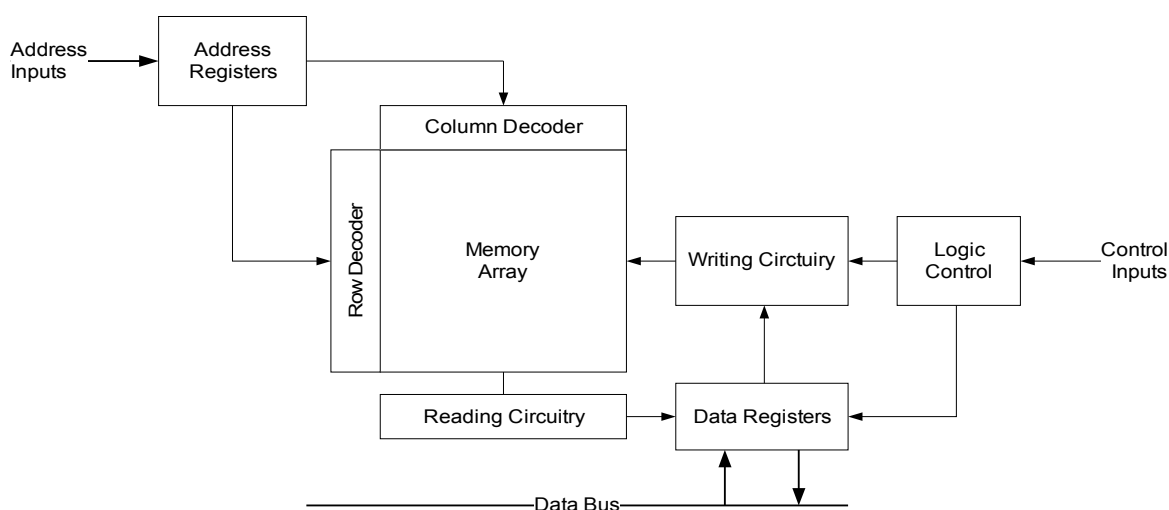 Address
Inputs
Address
Registers
Column Decoder
Row Decoder
Memory
Array
Writing Circtuiry
Logic
Control
Control
Inputs
Reading Circuitry
Data Registers
Data Bus